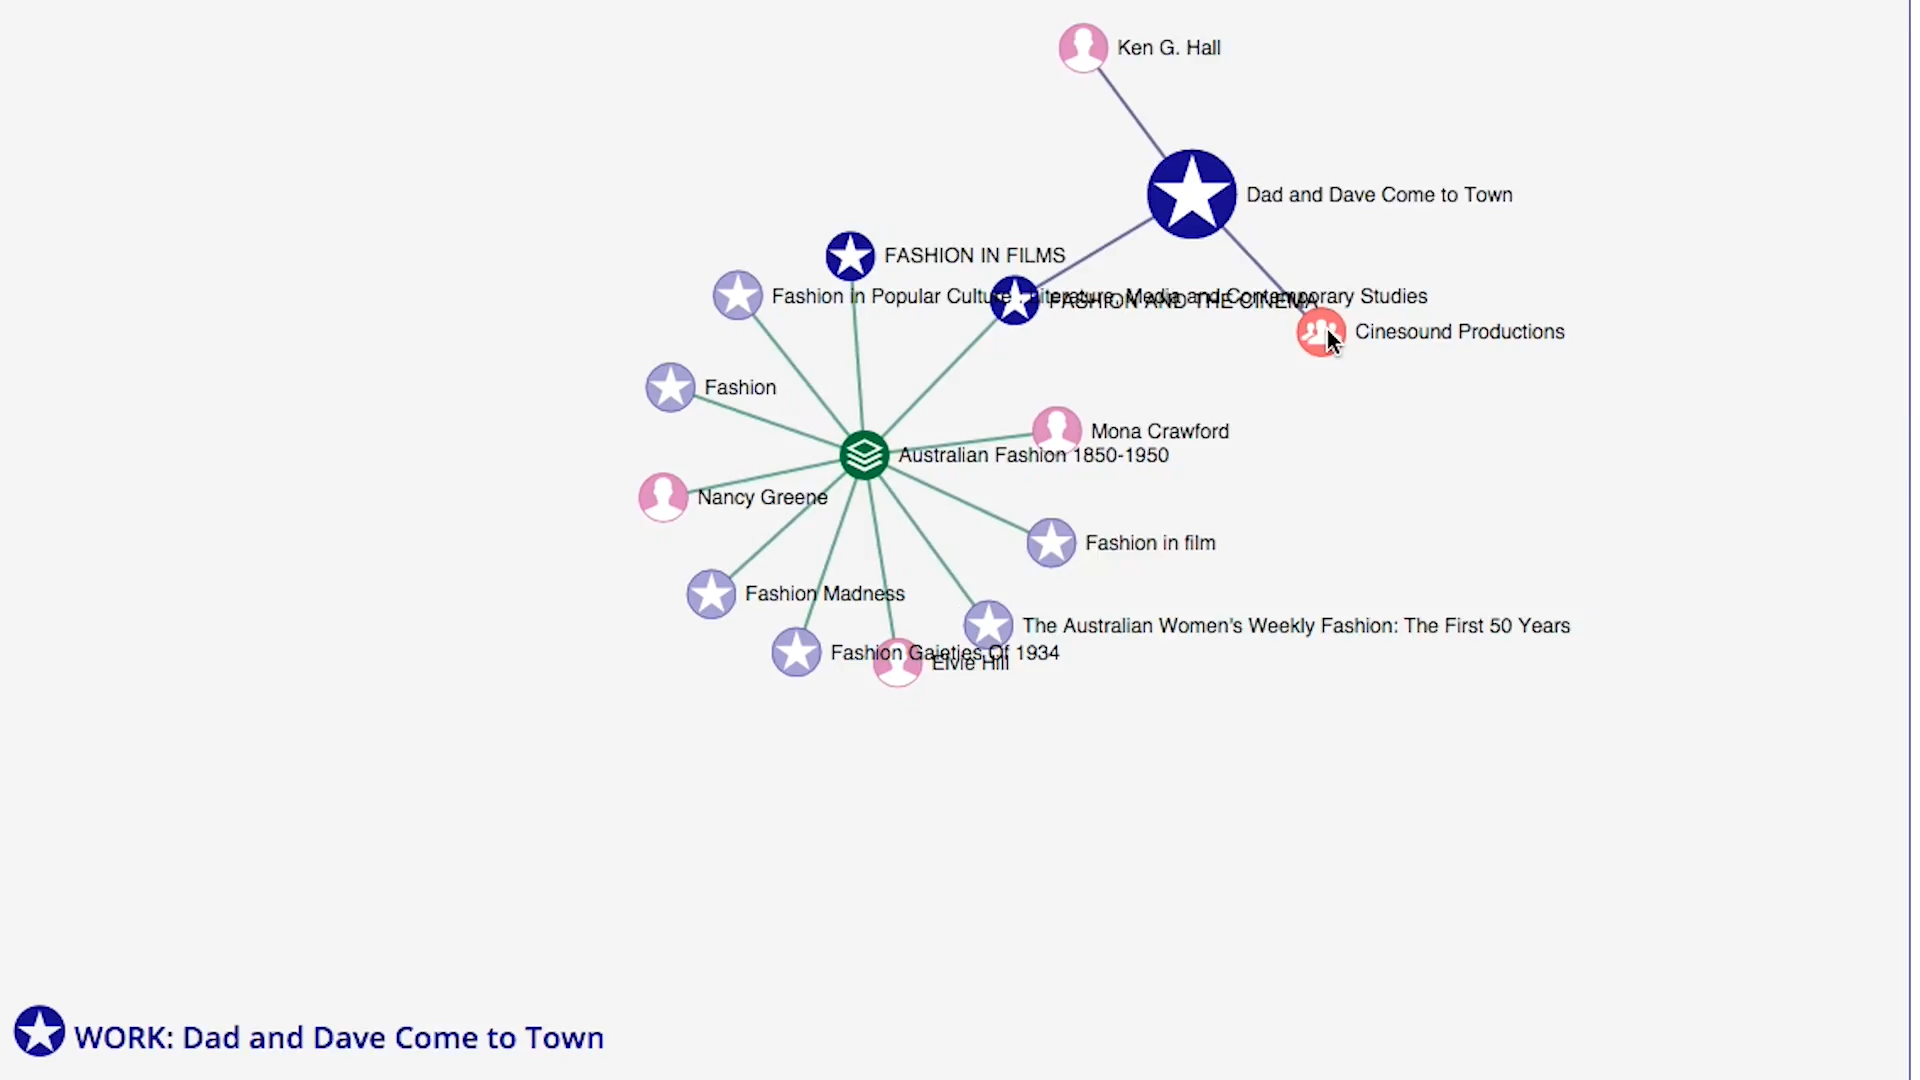 Ken G. Hall
Dad and Dave Come to Town
FASHION IN FILMS
Fashion in Popular Culture : Literature, Media and Contemporary Studies
FASHION AND THE CINEMA
Cinesound Productions
Fashion
Mona Crawford
Australian Fashion 1850-1950
Nancy Greene
Fashion in film
Fashion Madness
The Australian Women's Weekly Fashion: The First 50 Years
Fashion Gaieties Of 1934
Elvie Hill
WORK: Dad and Dave Come to Town